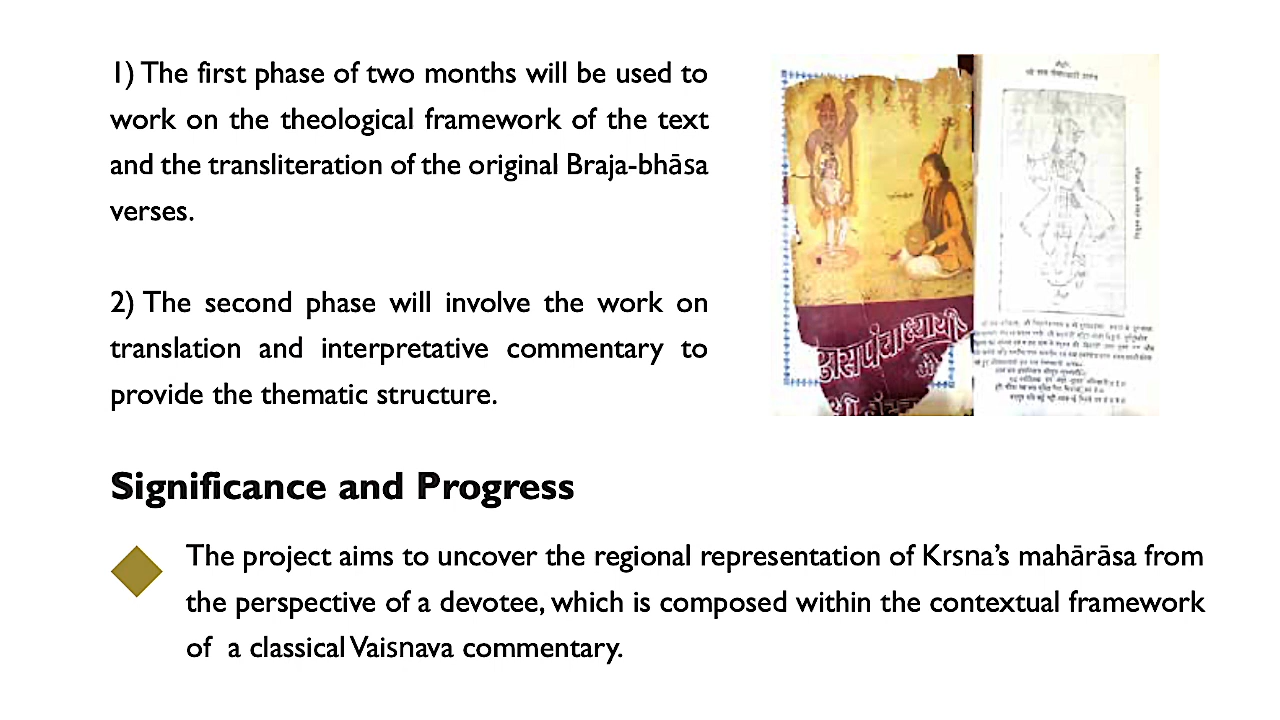 1) The first phase of two months will be used to
work on the theological framework of the text
and the transliteration of the original Braja-bhāsa
verses.
2) The second phase will involve the work on
translation and interpretative commentary to
provide the thematic structure.
रासपंचाध्यायी
Significance and Progress
The project aims to uncover the regional representation of Krsna’s mahārāsa from
the perspective of a devotee, which is composed within the contextual framework
of a classical Vaisnava commentary.